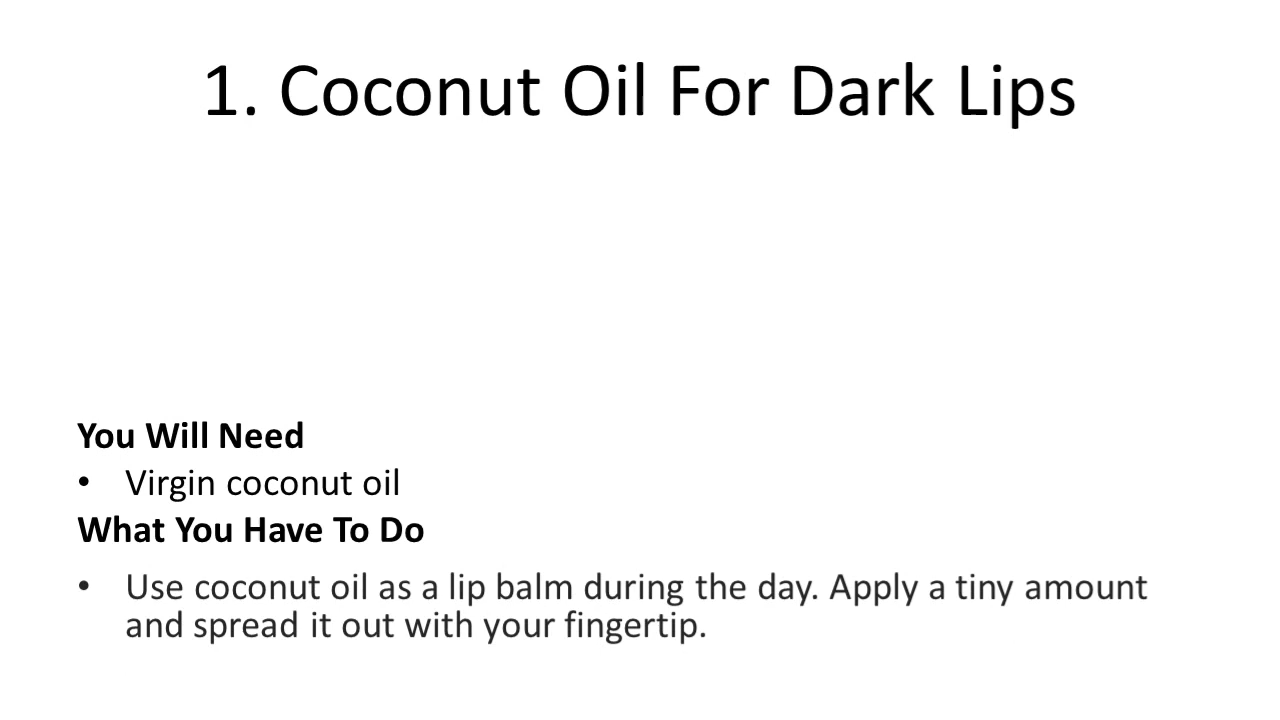 1. Coconut Oil For Dark Lips
You Will Need
• Virgin coconut oil
What You Have To Do
• Use coconut oil as a lip balm during the day. Apply a tiny amount
and spread it out with your fingertip.